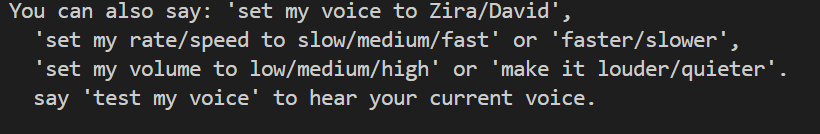 You can also say: 'set my voice to Zira/David',
'set my rate/speed to slow/medium/fast' or 'faster/slower',
'set my volume to low/medium/high' or 'make it louder/quieter'.
say 'test my voice' to hear your current voice.